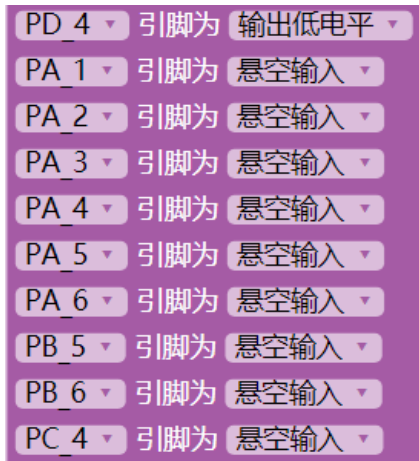 PD_4 引脚为 输出低电平
PA_1 引脚为 悬空输入
PA_2 引脚为 悬空输入
PA_3 引脚为 悬空输入
PA_4 引脚为 悬空输入
PA_5 引脚为 悬空输入
PA_6 引脚为 悬空输入
PB_5 引脚为 悬空输入
PB_6 引脚为 悬空输入
PC_4 引脚为 悬空输入